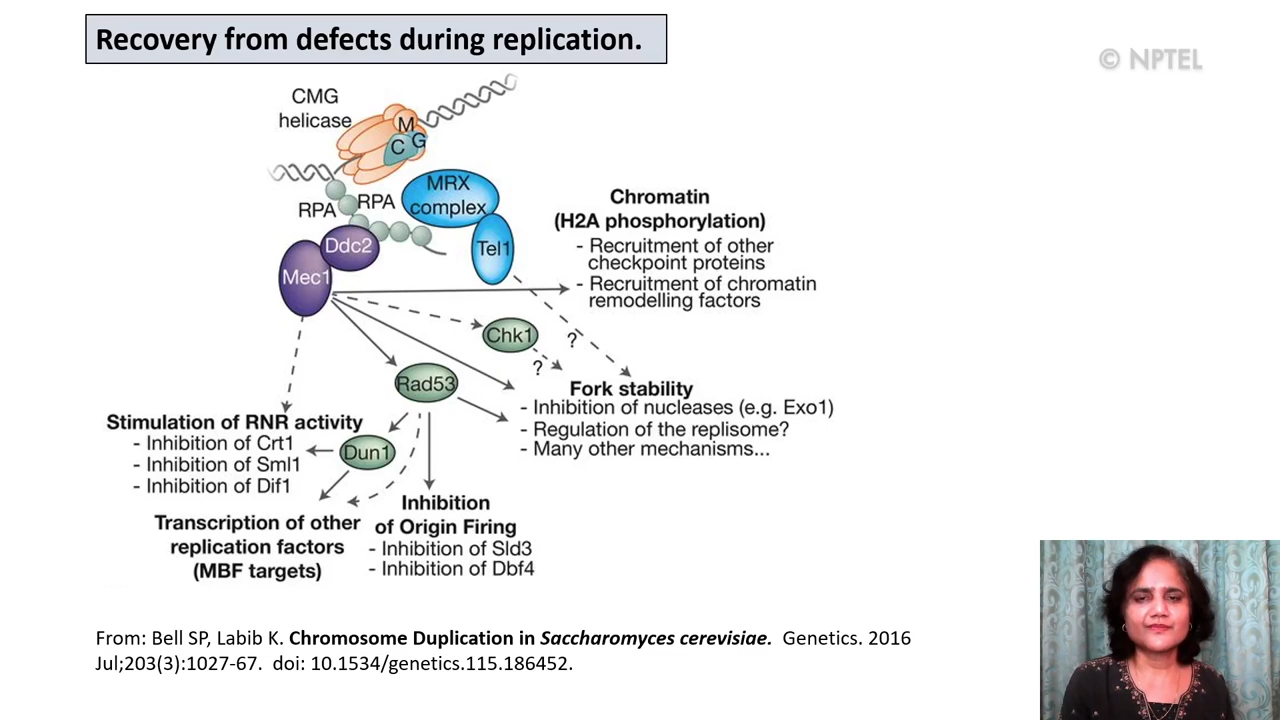 Recovery from defects during replication.
© NPTEL
CMG
helicase
M
C G
MRX
complex
RPA
RPA
Ddc2
Tel1
Mec1
Chromatin
(H2A phosphorylation)
- Recruitment of other
checkpoint proteins
- Recruitment of chromatin
remodelling factors
Chk1
?
?
Rad53
Fork stability
- Inhibition of nucleases (e.g. Exo1)
- Regulation of the replisome?
- Many other mechanisms...
Stimulation of RNR activity
- Inhibition of Crt1
- Inhibition of Sml1
- Inhibition of Dif1
Dun1
Transcription of other
replication factors
(MBF targets)
Inhibition
of Origin Firing
- Inhibition of Sld3
- Inhibition of Dbf4
From: Bell SP, Labib K. Chromosome Duplication in Saccharomyces cerevisiae. Genetics. 2016
Jul;203(3):1027-67. doi: 10.1534/genetics.115.186452.